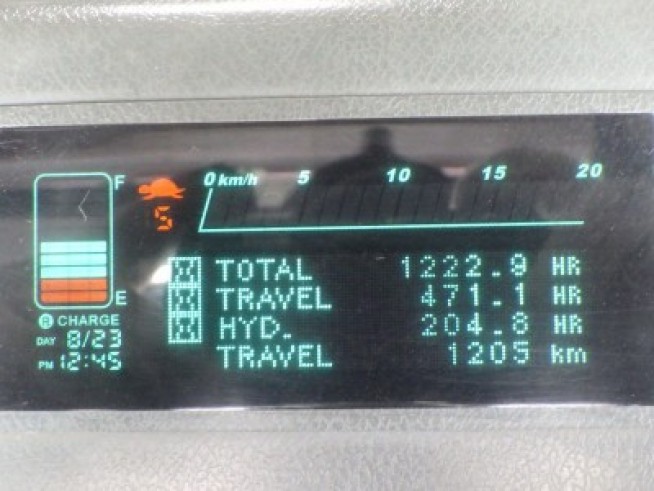 F
E
5
0 km/h 5 10 15 20
TOTAL 1222.9 HR
TRAVEL 471.1 HR
HYD. 204.8 HR
TRAVEL 1205 km
CHARGE
DAY 8/23
PM 12:45